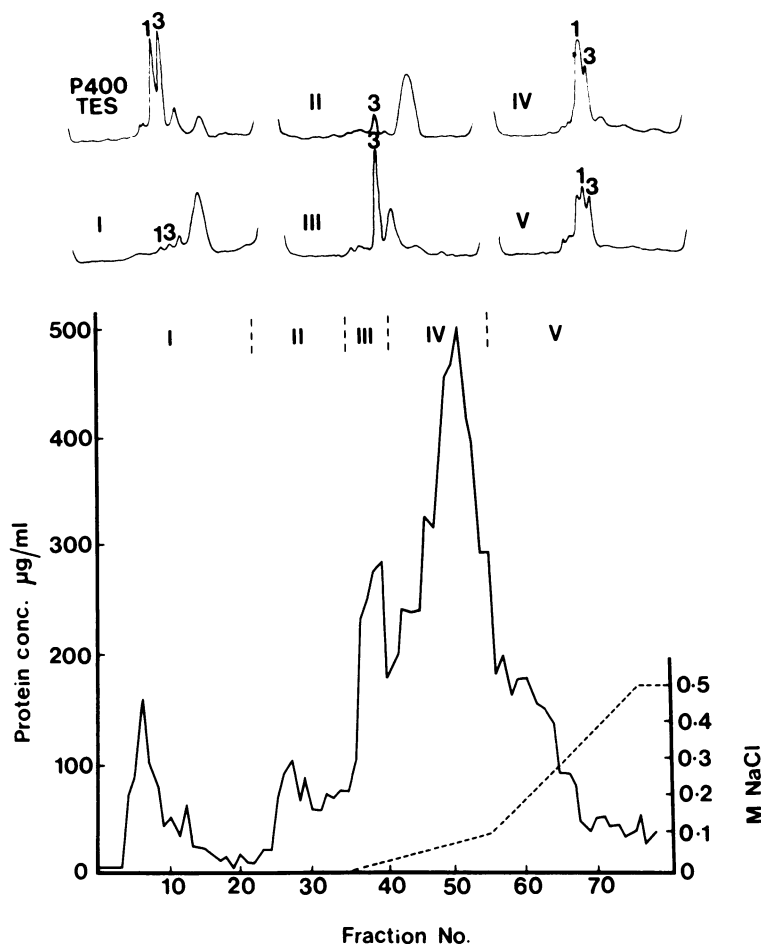 P400
TES
1 3
II
3
IV
1
3
I
1 3
III
3
V
1
3
I
II
III
IV
V
500
400
300
200
100
0
Protein conc. µg/ml
10
20
30
40
50
60
70
Fraction No.
0·5
0·4
0·3
0·2
0·1
0
M NaCl